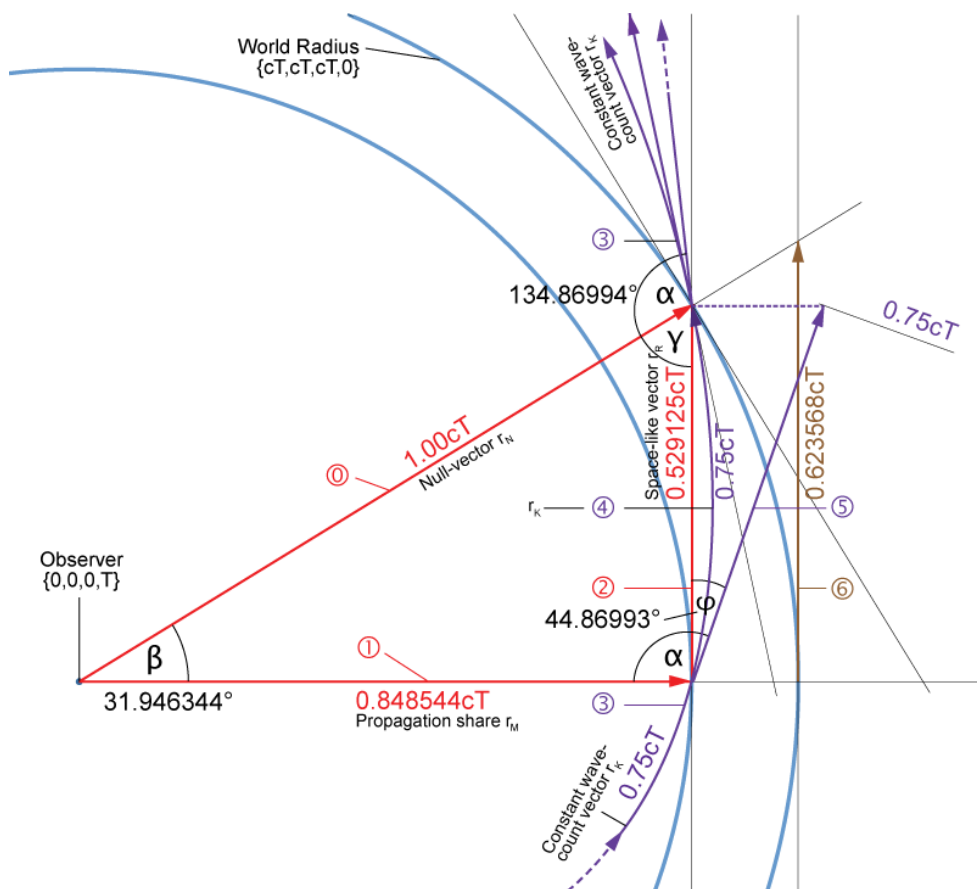 World Radius
{cT,cT,cT,0}
Constant wave-
count vector r_K
③
134.86994°
α
γ
0.75cT
1.00cT
Null-vector r_N
⓪
Space-like vector r_R
0.529125cT
0.75cT
0.623568cT
r_K
④
⑤
Observer
{0,0,0,T}
②
φ
⑥
44.86993°
①
β
α
31.946344°
0.848544cT
Propagation share r_M
③
0.75cT
Constant wave-
count vector r_K